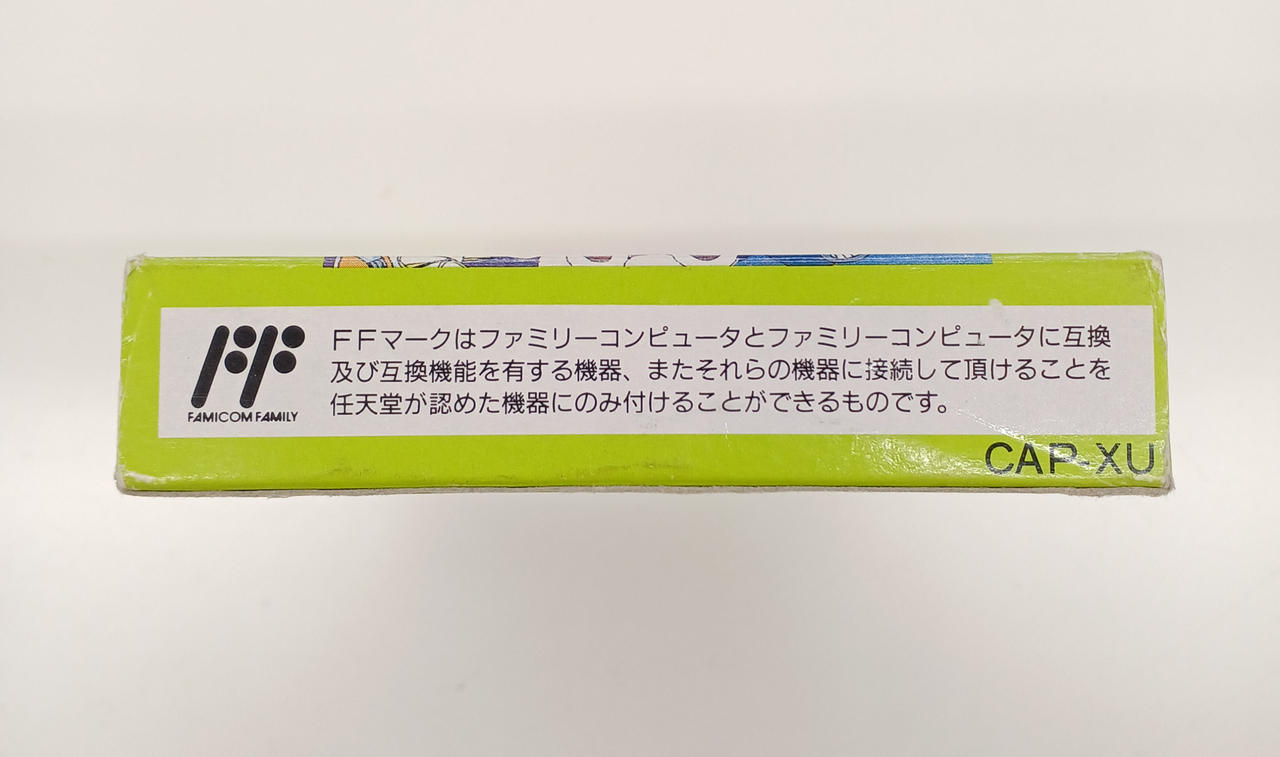 FFマークはファミリーコンピュータとファミリーコンピュータに互換
及び互換機能を有する機器、またそれらの機器に接続して頂けることを
任天堂が認めた機器にのみ付けることができるものです。
FF
FAMICOM FAMILY
CAP-XU